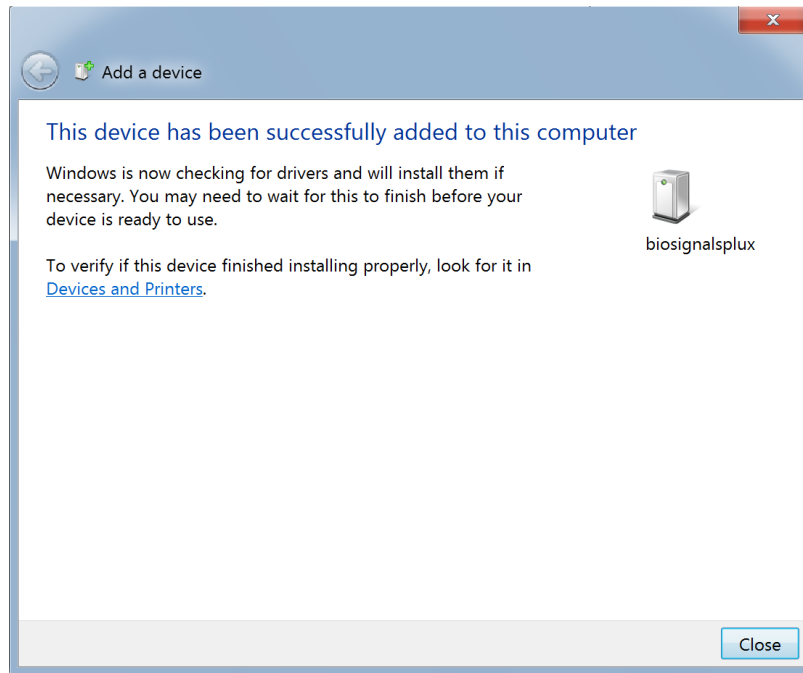 Add a device
This device has been successfully added to this computer
Windows is now checking for drivers and will install them if
necessary. You may need to wait for this to finish before your
device is ready to use.
biosignalsplux
To verify if this device finished installing properly, look for it in
Devices and Printers.
Close